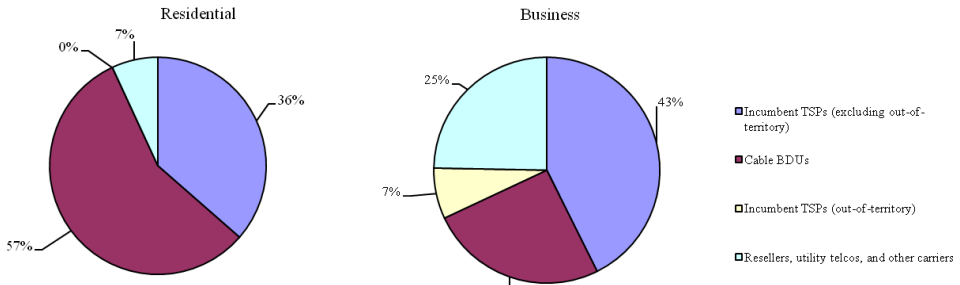 Residential
Business
7%
0%
36%
57%
25%
43%
7%
Incumbent TSPs (excluding out-of-
territory)
Cable BDUs
Incumbent TSPs (out-of-territory)
Resellers, utility telcos, and other carriers